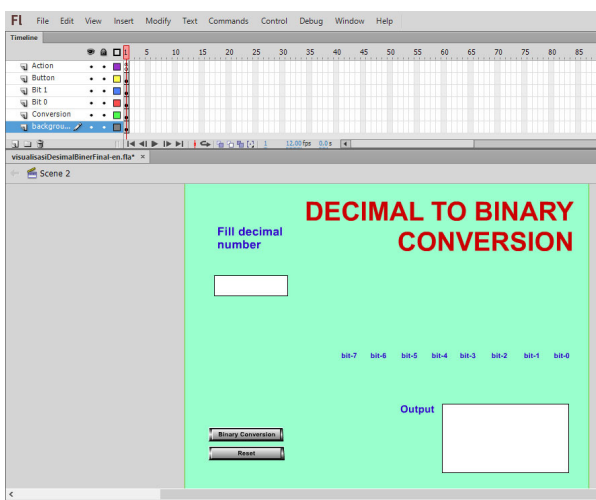 Fl File Edit View Insert Modify Text Commands Control Debug Window Help
Timeline
1 5 10 15 20 25 30 35 40 45 50 55 60 65 70 75 80 85
Action
Button
Bit 1
Bit 0
Conversion
backgrou...
1 12.00 fps 0.0 s
visualisasiDesimalBinerFinal-en.fla* ×
Scene 2
DECIMAL TO BINARY
CONVERSION
Fill decimal
number
bit-7 bit-6 bit-5 bit-4 bit-3 bit-2 bit-1 bit-0
Output
Binary Conversion
Reset